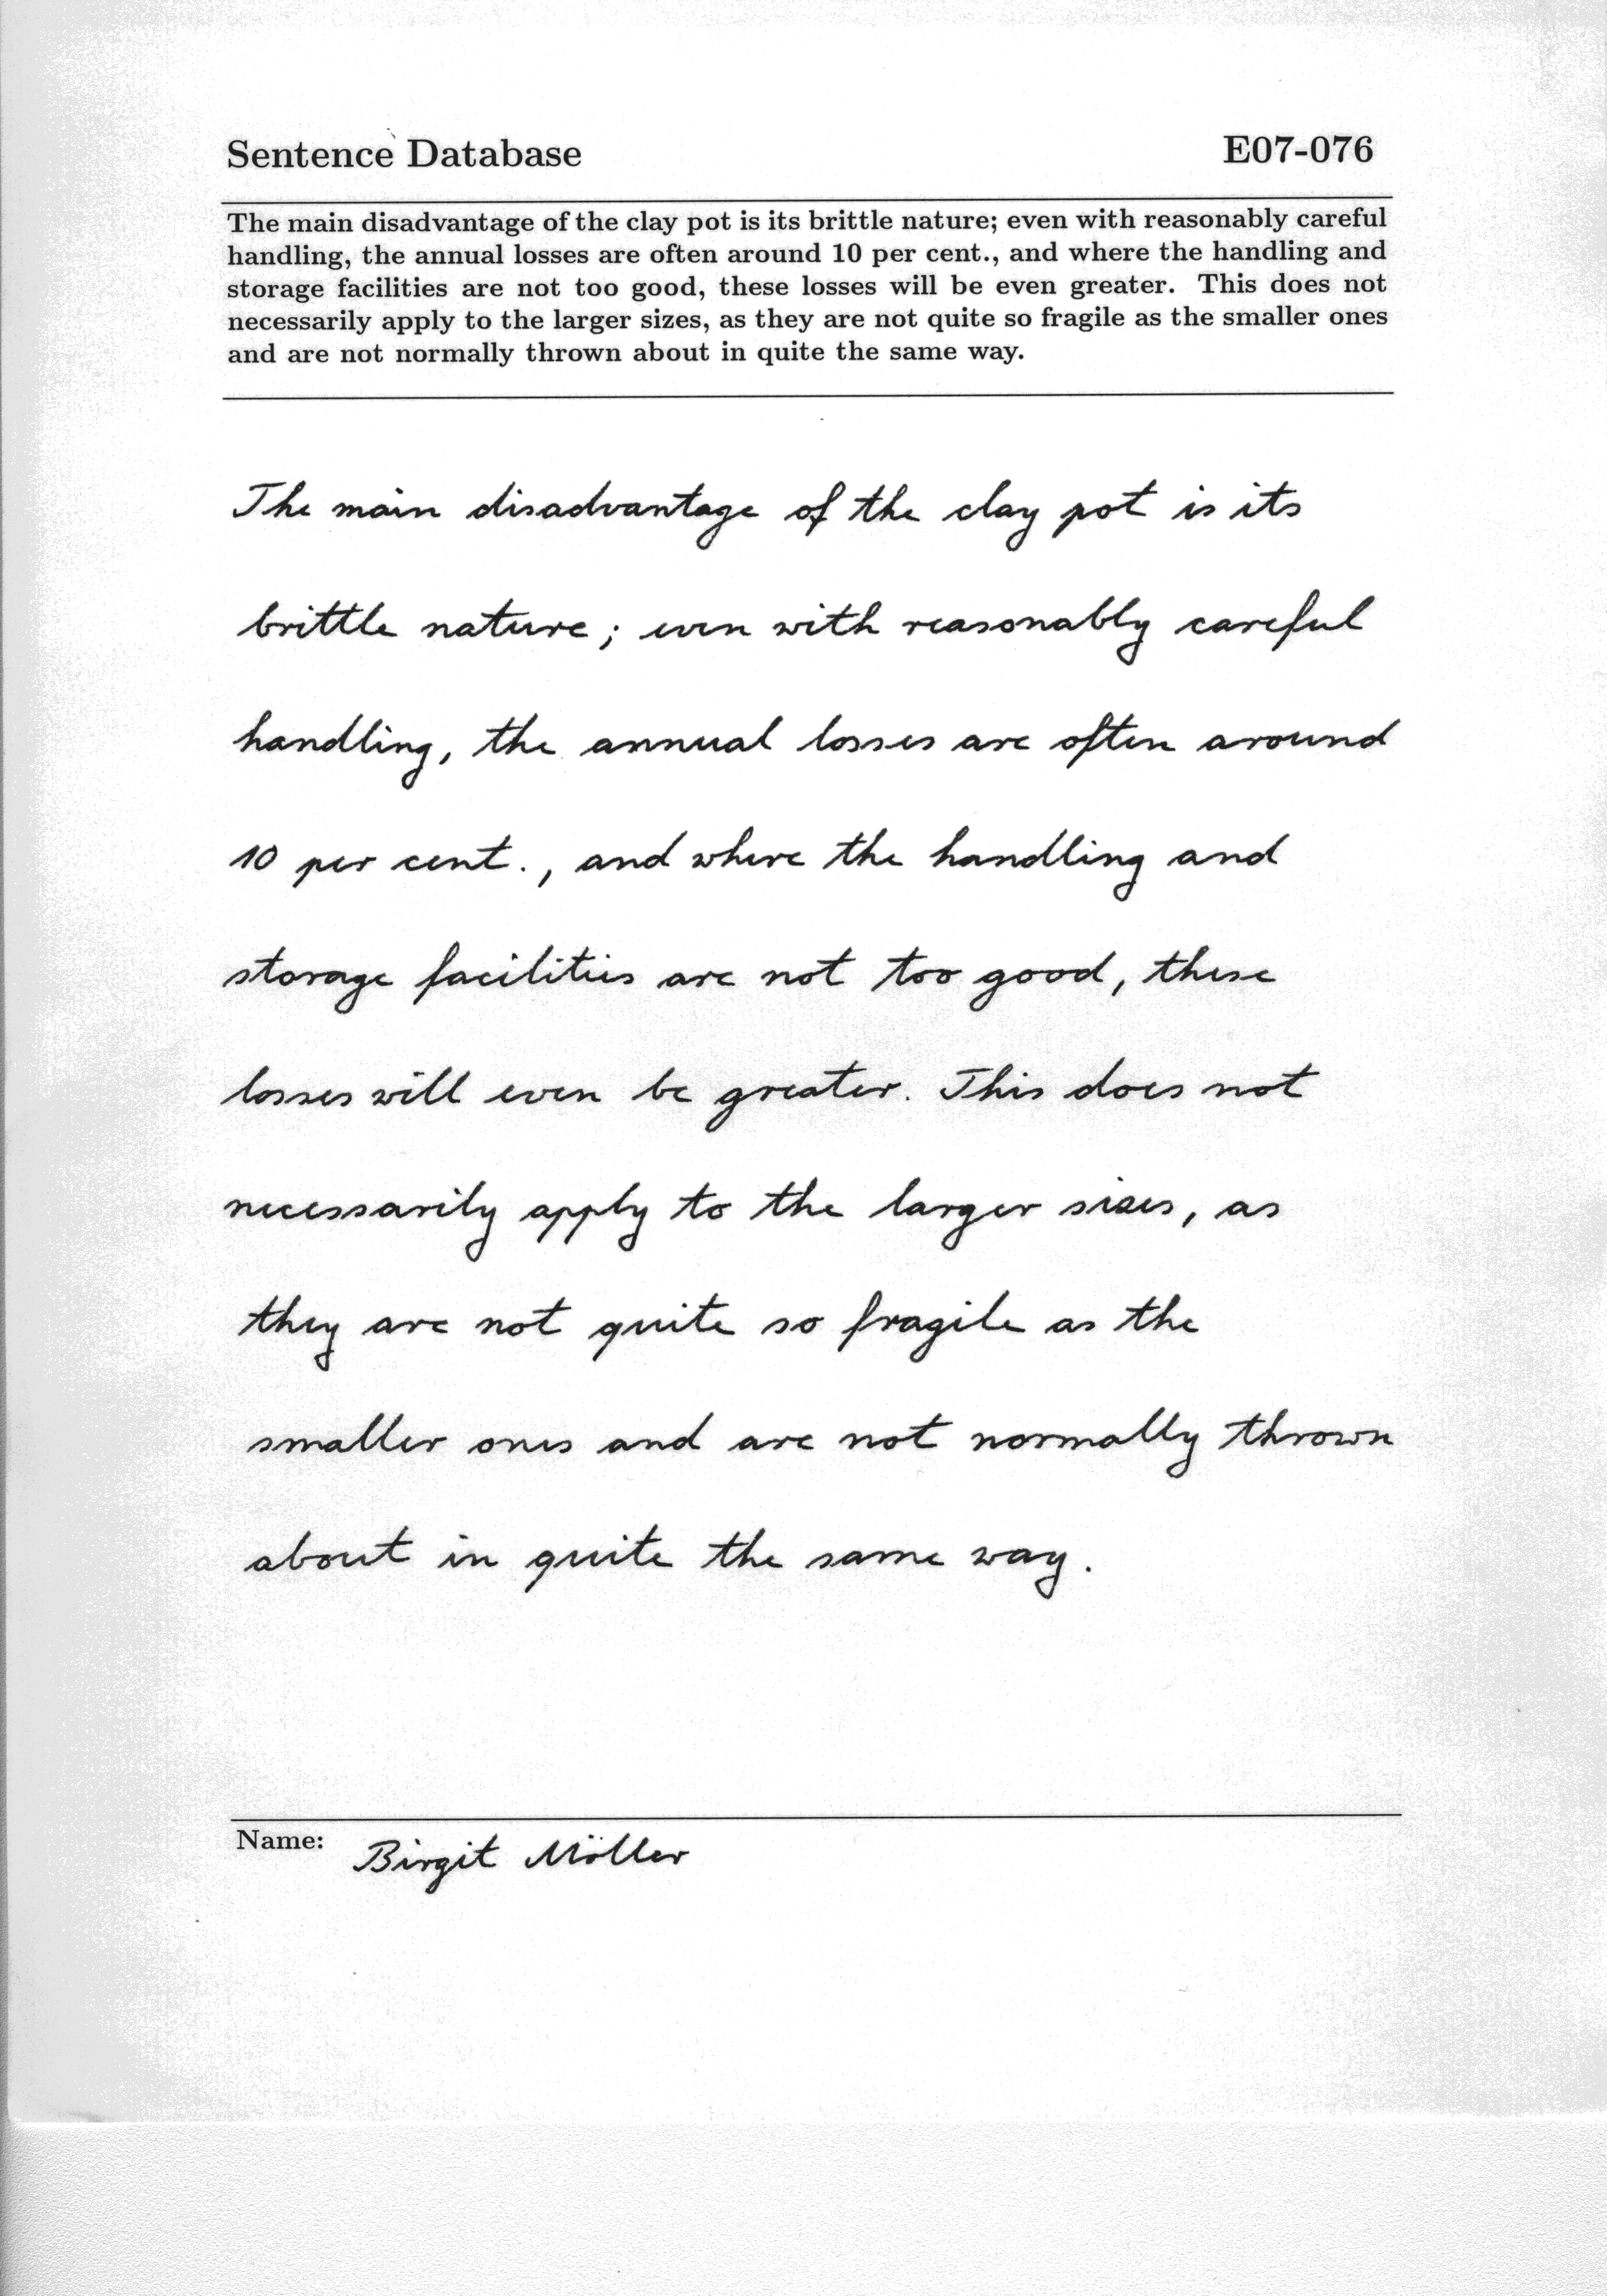 Sentence Database E07-076
The main disadvantage of the clay pot is its brittle nature; even with reasonably careful
handling, the annual losses are often around 10 per cent., and where the handling and
storage facilities are not too good, these losses will be even greater. This does not
necessarily apply to the larger sizes, as they are not quite so fragile as the smaller ones
and are not normally thrown about in quite the same way.
The main disadvantage of the clay pot is its
brittle nature; even with reasonably careful
handling, the annual losses are often around
10 per cent., and where the handling and
storage facilities are not too good, these
losses will even be greater. This does not
necessarily apply to the larger sizes, as
they are not quite so fragile as the
smaller ones and are not normally thrown
about in quite the same way.
Name: Birgit Möller